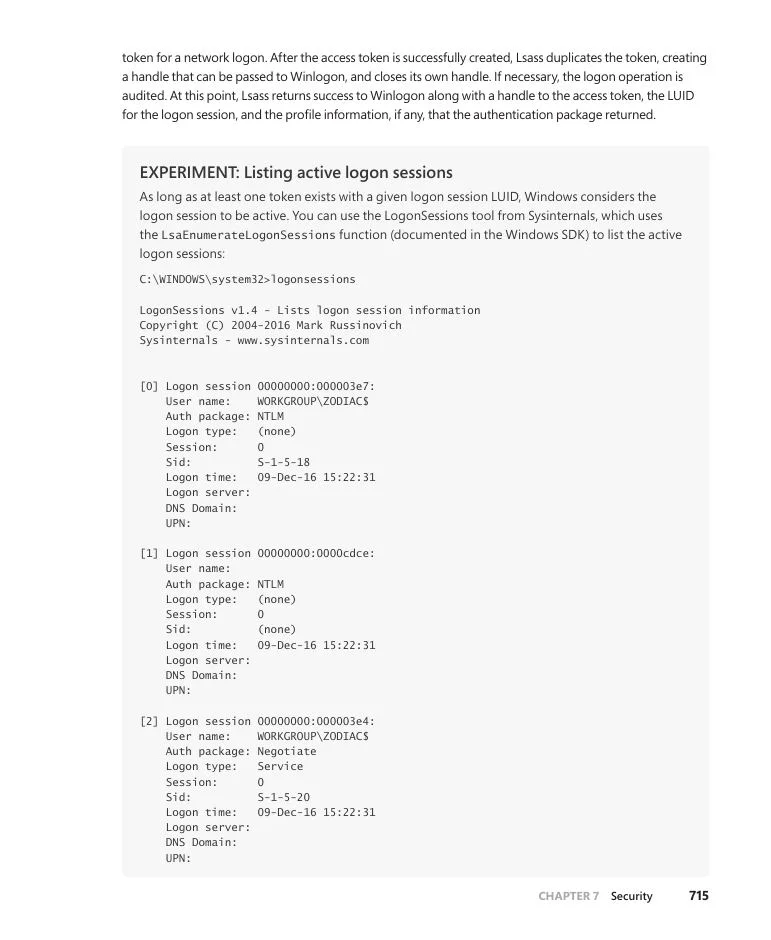 token for a network logon. After the access token is successfully created, Lsass duplicates the token, creating
a handle that can be passed to Winlogon, and closes its own handle. If necessary, the logon operation is
audited. At this point, Lsass returns success to Winlogon along with a handle to the access token, the LUID
for the logon session, and the profile information, if any, that the authentication package returned.
EXPERIMENT: Listing active logon sessions
As long as at least one token exists with a given logon session LUID, Windows considers the
logon session to be active. You can use the LogonSessions tool from Sysinternals, which uses
the LsaEnumerateLogonSessions function (documented in the Windows SDK) to list the active
logon sessions:
C:\WINDOWS\system32>logonsessions
LogonSessions v1.4 - Lists logon session information
Copyright (C) 2004-2016 Mark Russinovich
Sysinternals - www.sysinternals.com
[0] Logon session 00000000:000003e7:
User name: WORKGROUP\ZODIAC$
Auth package: NTLM
Logon type: (none)
Session: 0
Sid: S-1-5-18
Logon time: 09-Dec-16 15:22:31
Logon server:
DNS Domain:
UPN:
[1] Logon session 00000000:0000cdce:
User name:
Auth package: NTLM
Logon type: (none)
Session: 0
Sid: (none)
Logon time: 09-Dec-16 15:22:31
Logon server:
DNS Domain:
UPN:
[2] Logon session 00000000:000003e4:
User name: WORKGROUP\ZODIAC$
Auth package: Negotiate
Logon type: Service
Session: 0
Sid: S-1-5-20
Logon time: 09-Dec-16 15:22:31
Logon server:
DNS Domain:
UPN:
CHAPTER 7 Security 715